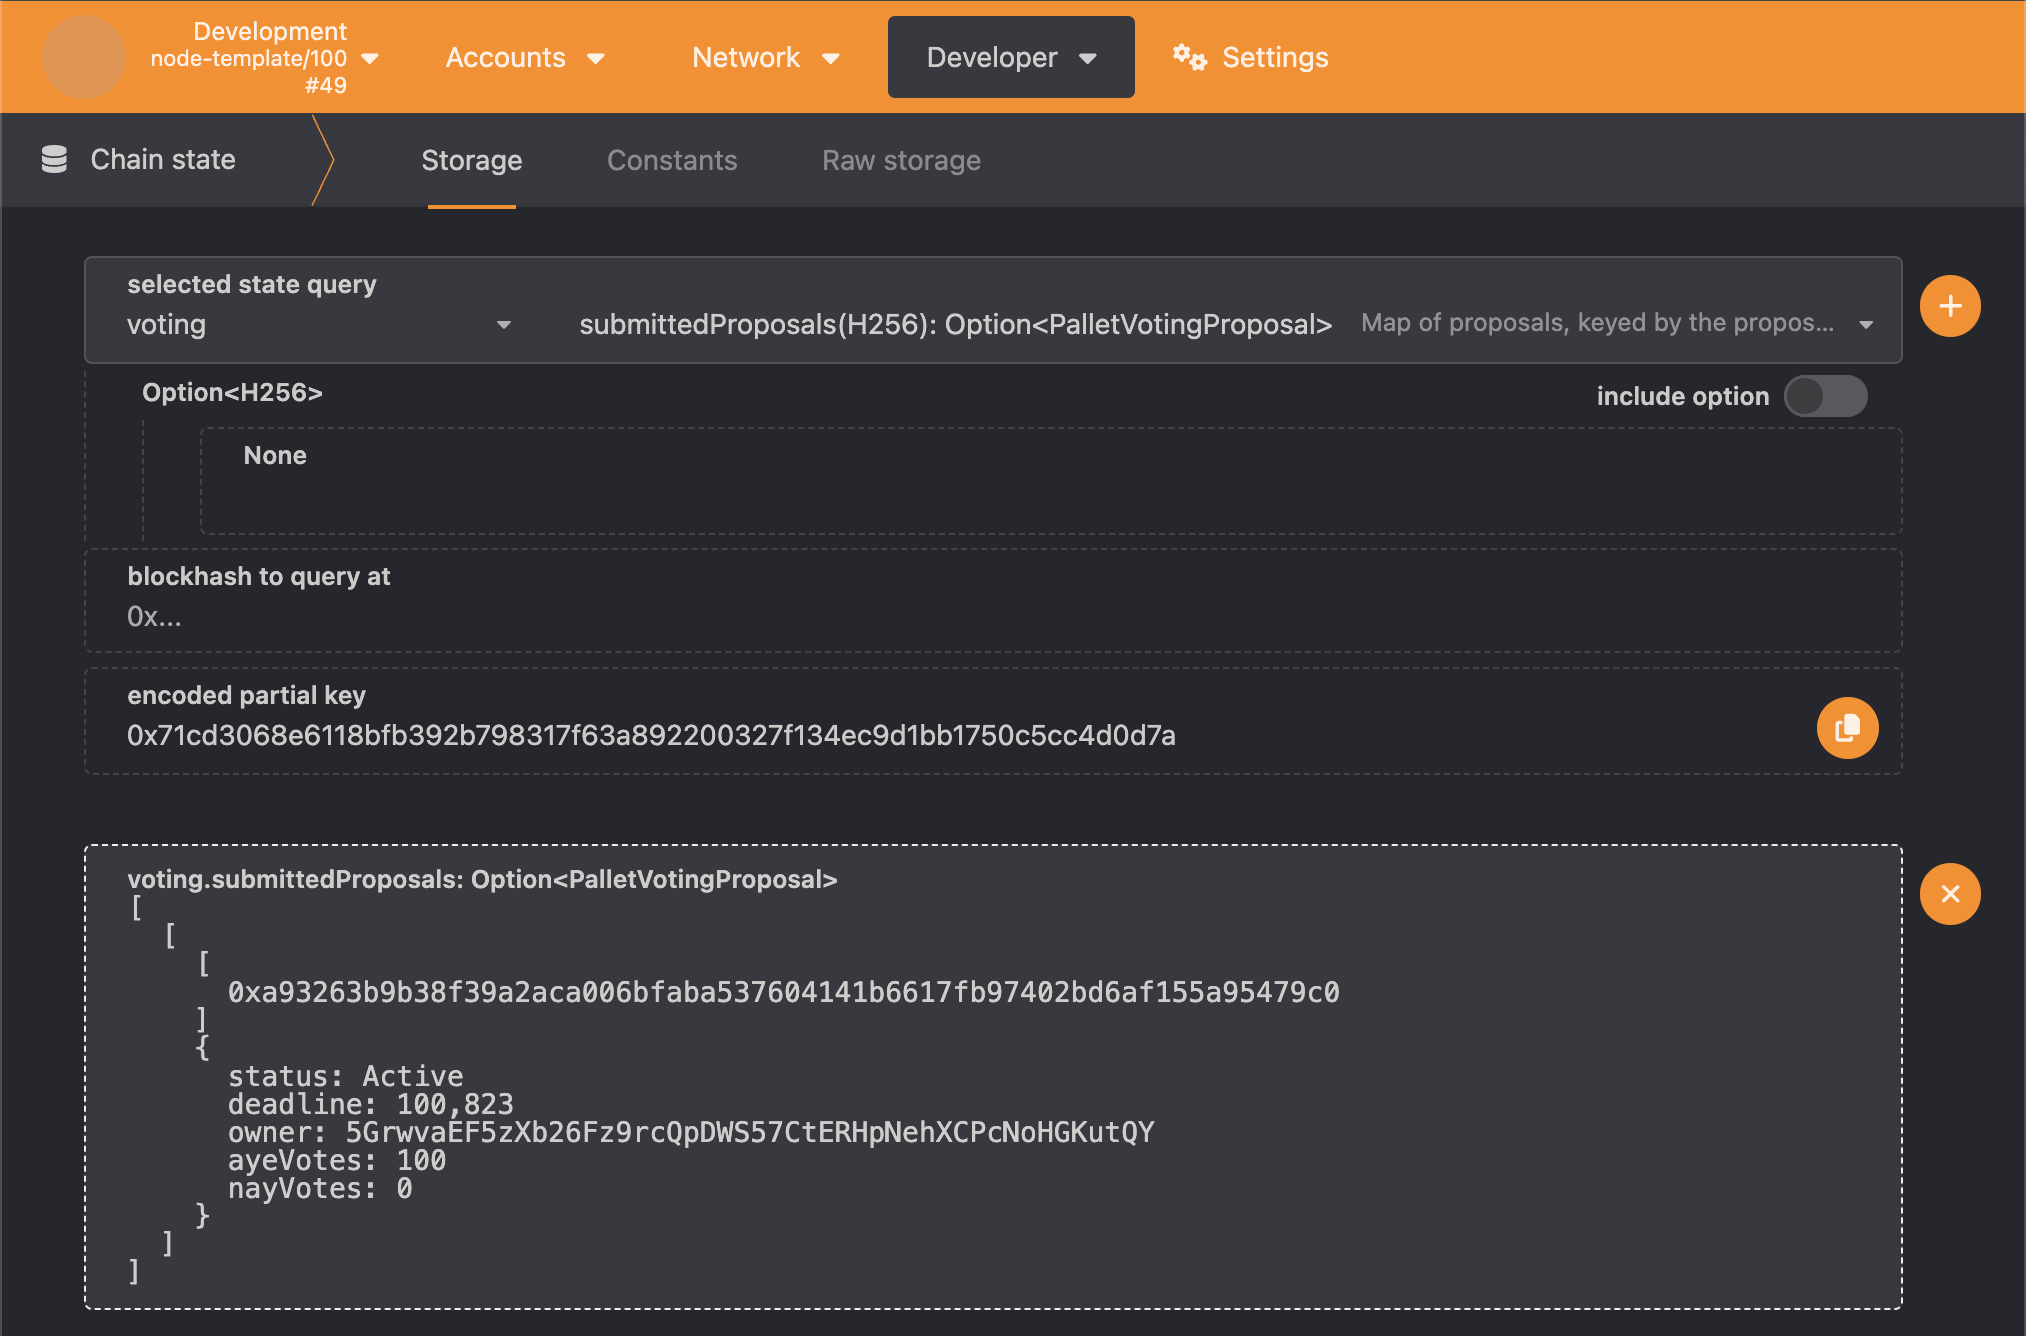 Development
node-template/100
#49
Accounts
Network
Developer
Settings
Chain state
Storage
Constants
Raw storage
selected state query
voting
submittedProposals(H256): Option<PalletVotingProposal>
Map of proposals, keyed by the propos...
Option<H256>
include option
None
blockhash to query at
0x...
encoded partial key
0x71cd3068e6118bfb392b798317f63a892200327f134ec9d1bb1750c5cc4d0d7a
voting.submittedProposals: Option<PalletVotingProposal>
[
[
[
0xa93263b9b38f39a2aca006bfaba537604141b6617fb97402bd6af155a95479c0
]
{
status: Active
deadline: 100,823
owner: 5GrwvaEF5zXb26Fz9rcQpDWS57CtERHpNehXCPcNoHGKutQY
ayeVotes: 100
nayVotes: 0
}
]
]